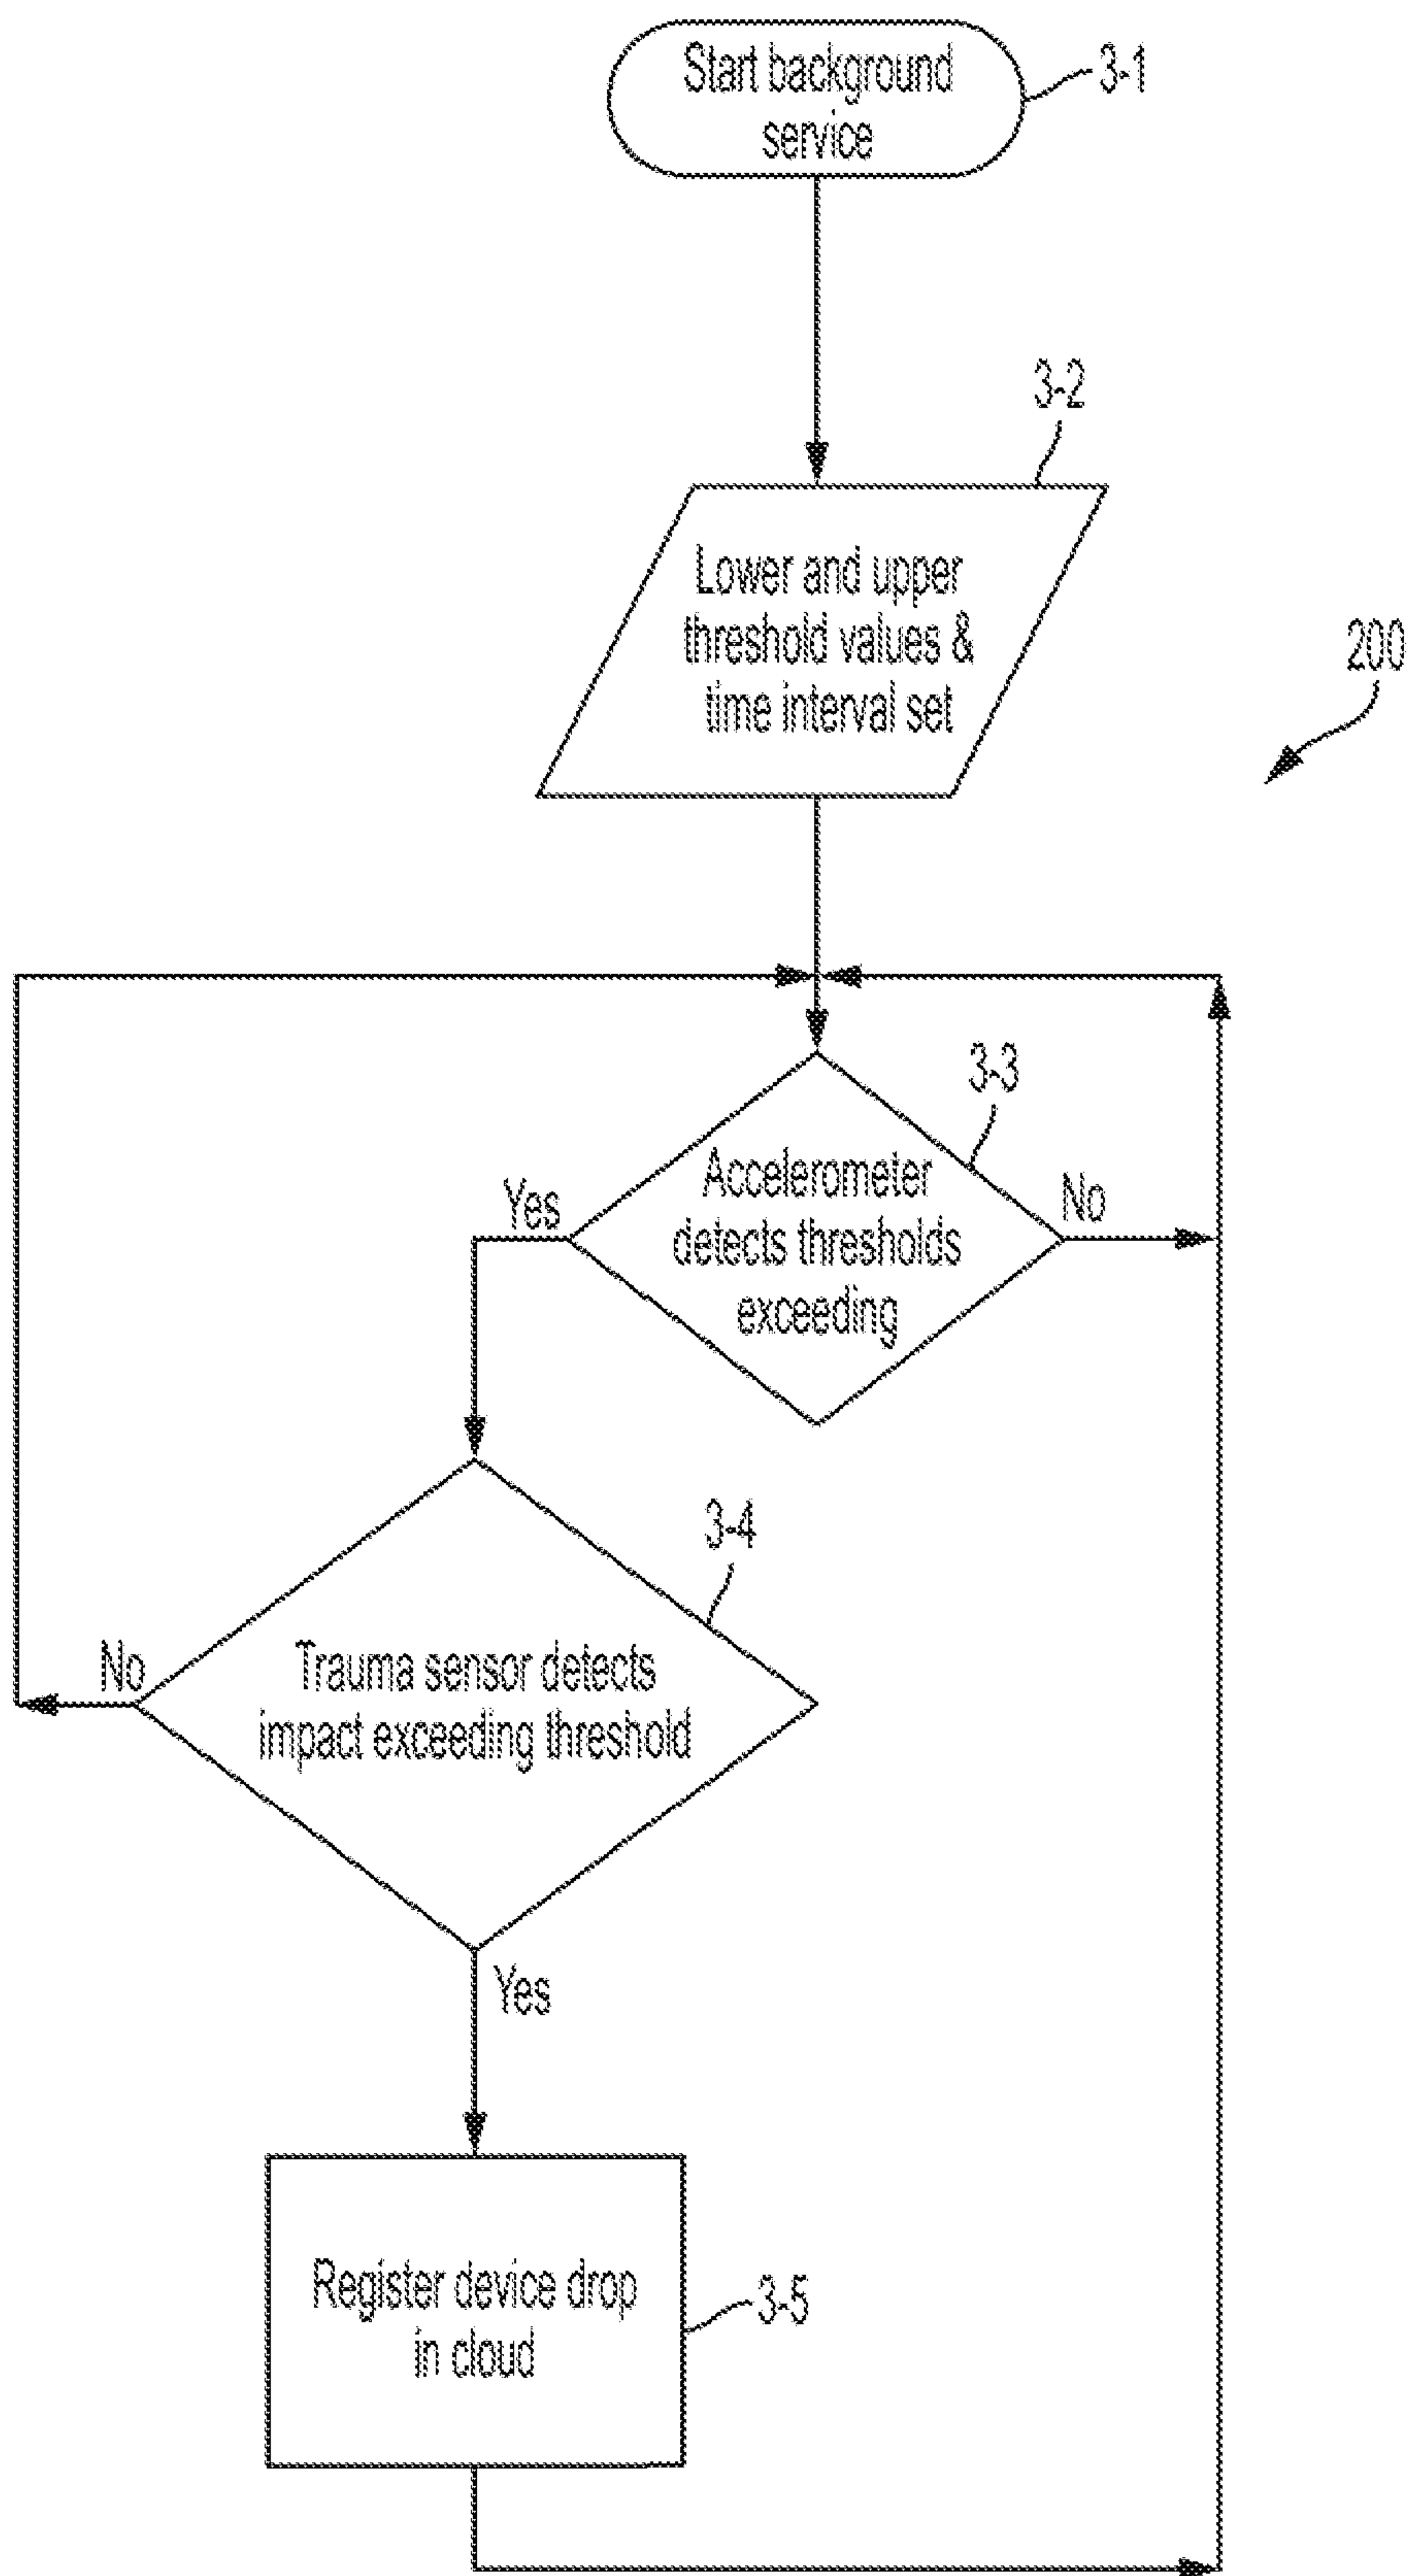 Start background
service
3-1
3-2
Lower and upper
threshold values &
time interval set
200
3-3
Accelerometer
detects thresholds
exceeding
Yes
No
3-4
Trauma sensor detects
impact exceeding threshold
No
Yes
Register device drop
in cloud
3-5